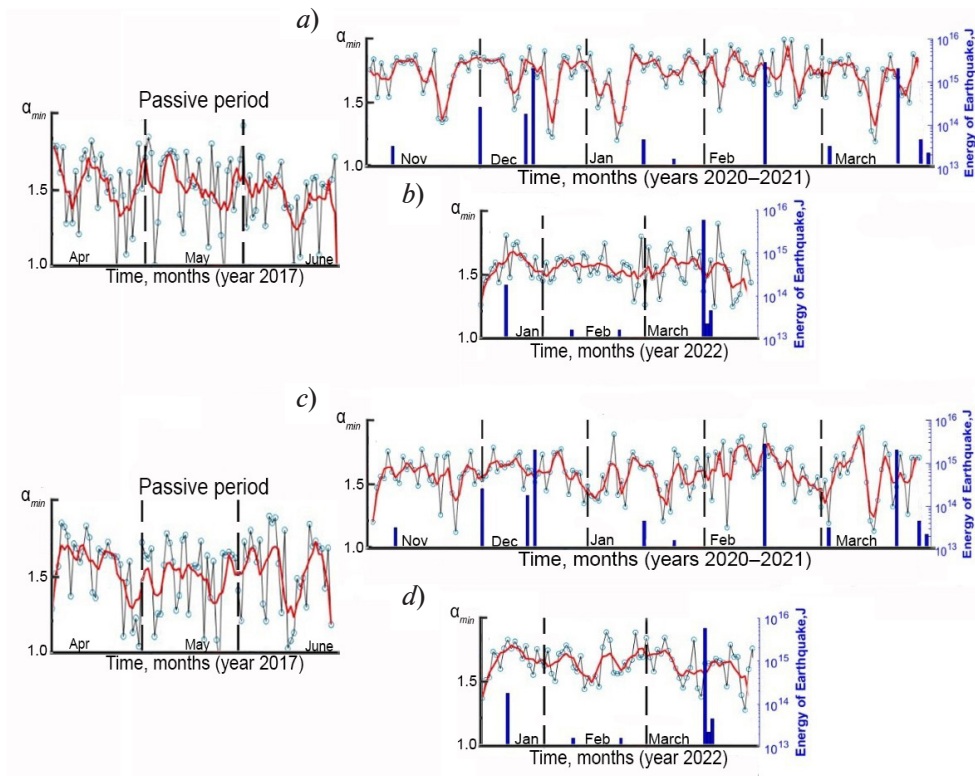 a)
α min
1.5
1.0
Nov
Dec
Jan
Feb
March
Time, months (years 2020–2021)
10^16
10^15
10^14
10^13
Energy of Earthquake,J
Passive period
α min
1.5
1.0
Apr
May
June
Time, months (year 2017)
b)
α min
1.5
1.0
Jan
Feb
March
Time, months (year 2022)
10^16
10^15
10^14
10^13
Energy of Earthquake,J
c)
α min
1.5
1.0
Nov
Dec
Jan
Feb
March
Time, months (years 2020–2021)
10^16
10^15
10^14
10^13
Energy of Earthquake,J
Passive period
α min
1.5
1.0
Apr
May
June
Time, months (year 2017)
d)
α min
1.5
1.0
Jan
Feb
March
Time, months (year 2022)
10^16
10^15
10^14
10^13
Energy of Earthquake,J